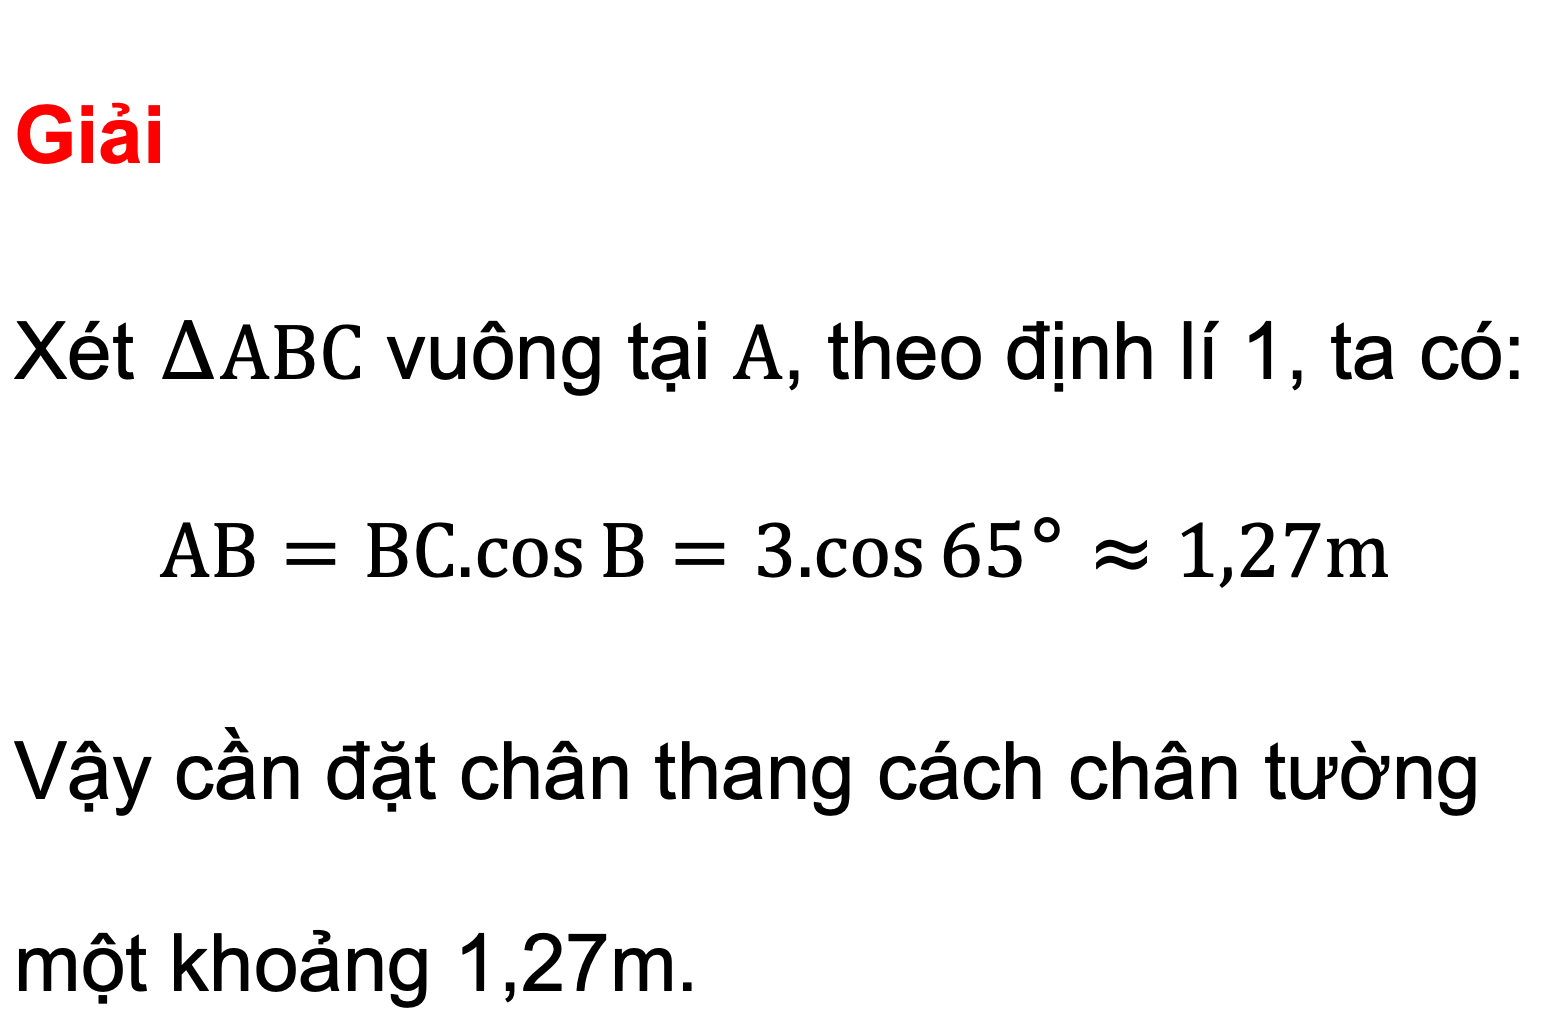 Giải
Xét ΔABC vuông tại A, theo định lí 1, ta có:
AB = BC.cos B = 3.cos 65° ≈ 1,27m
Vậy cần đặt chân thang cách chân tường
một khoảng 1,27m.